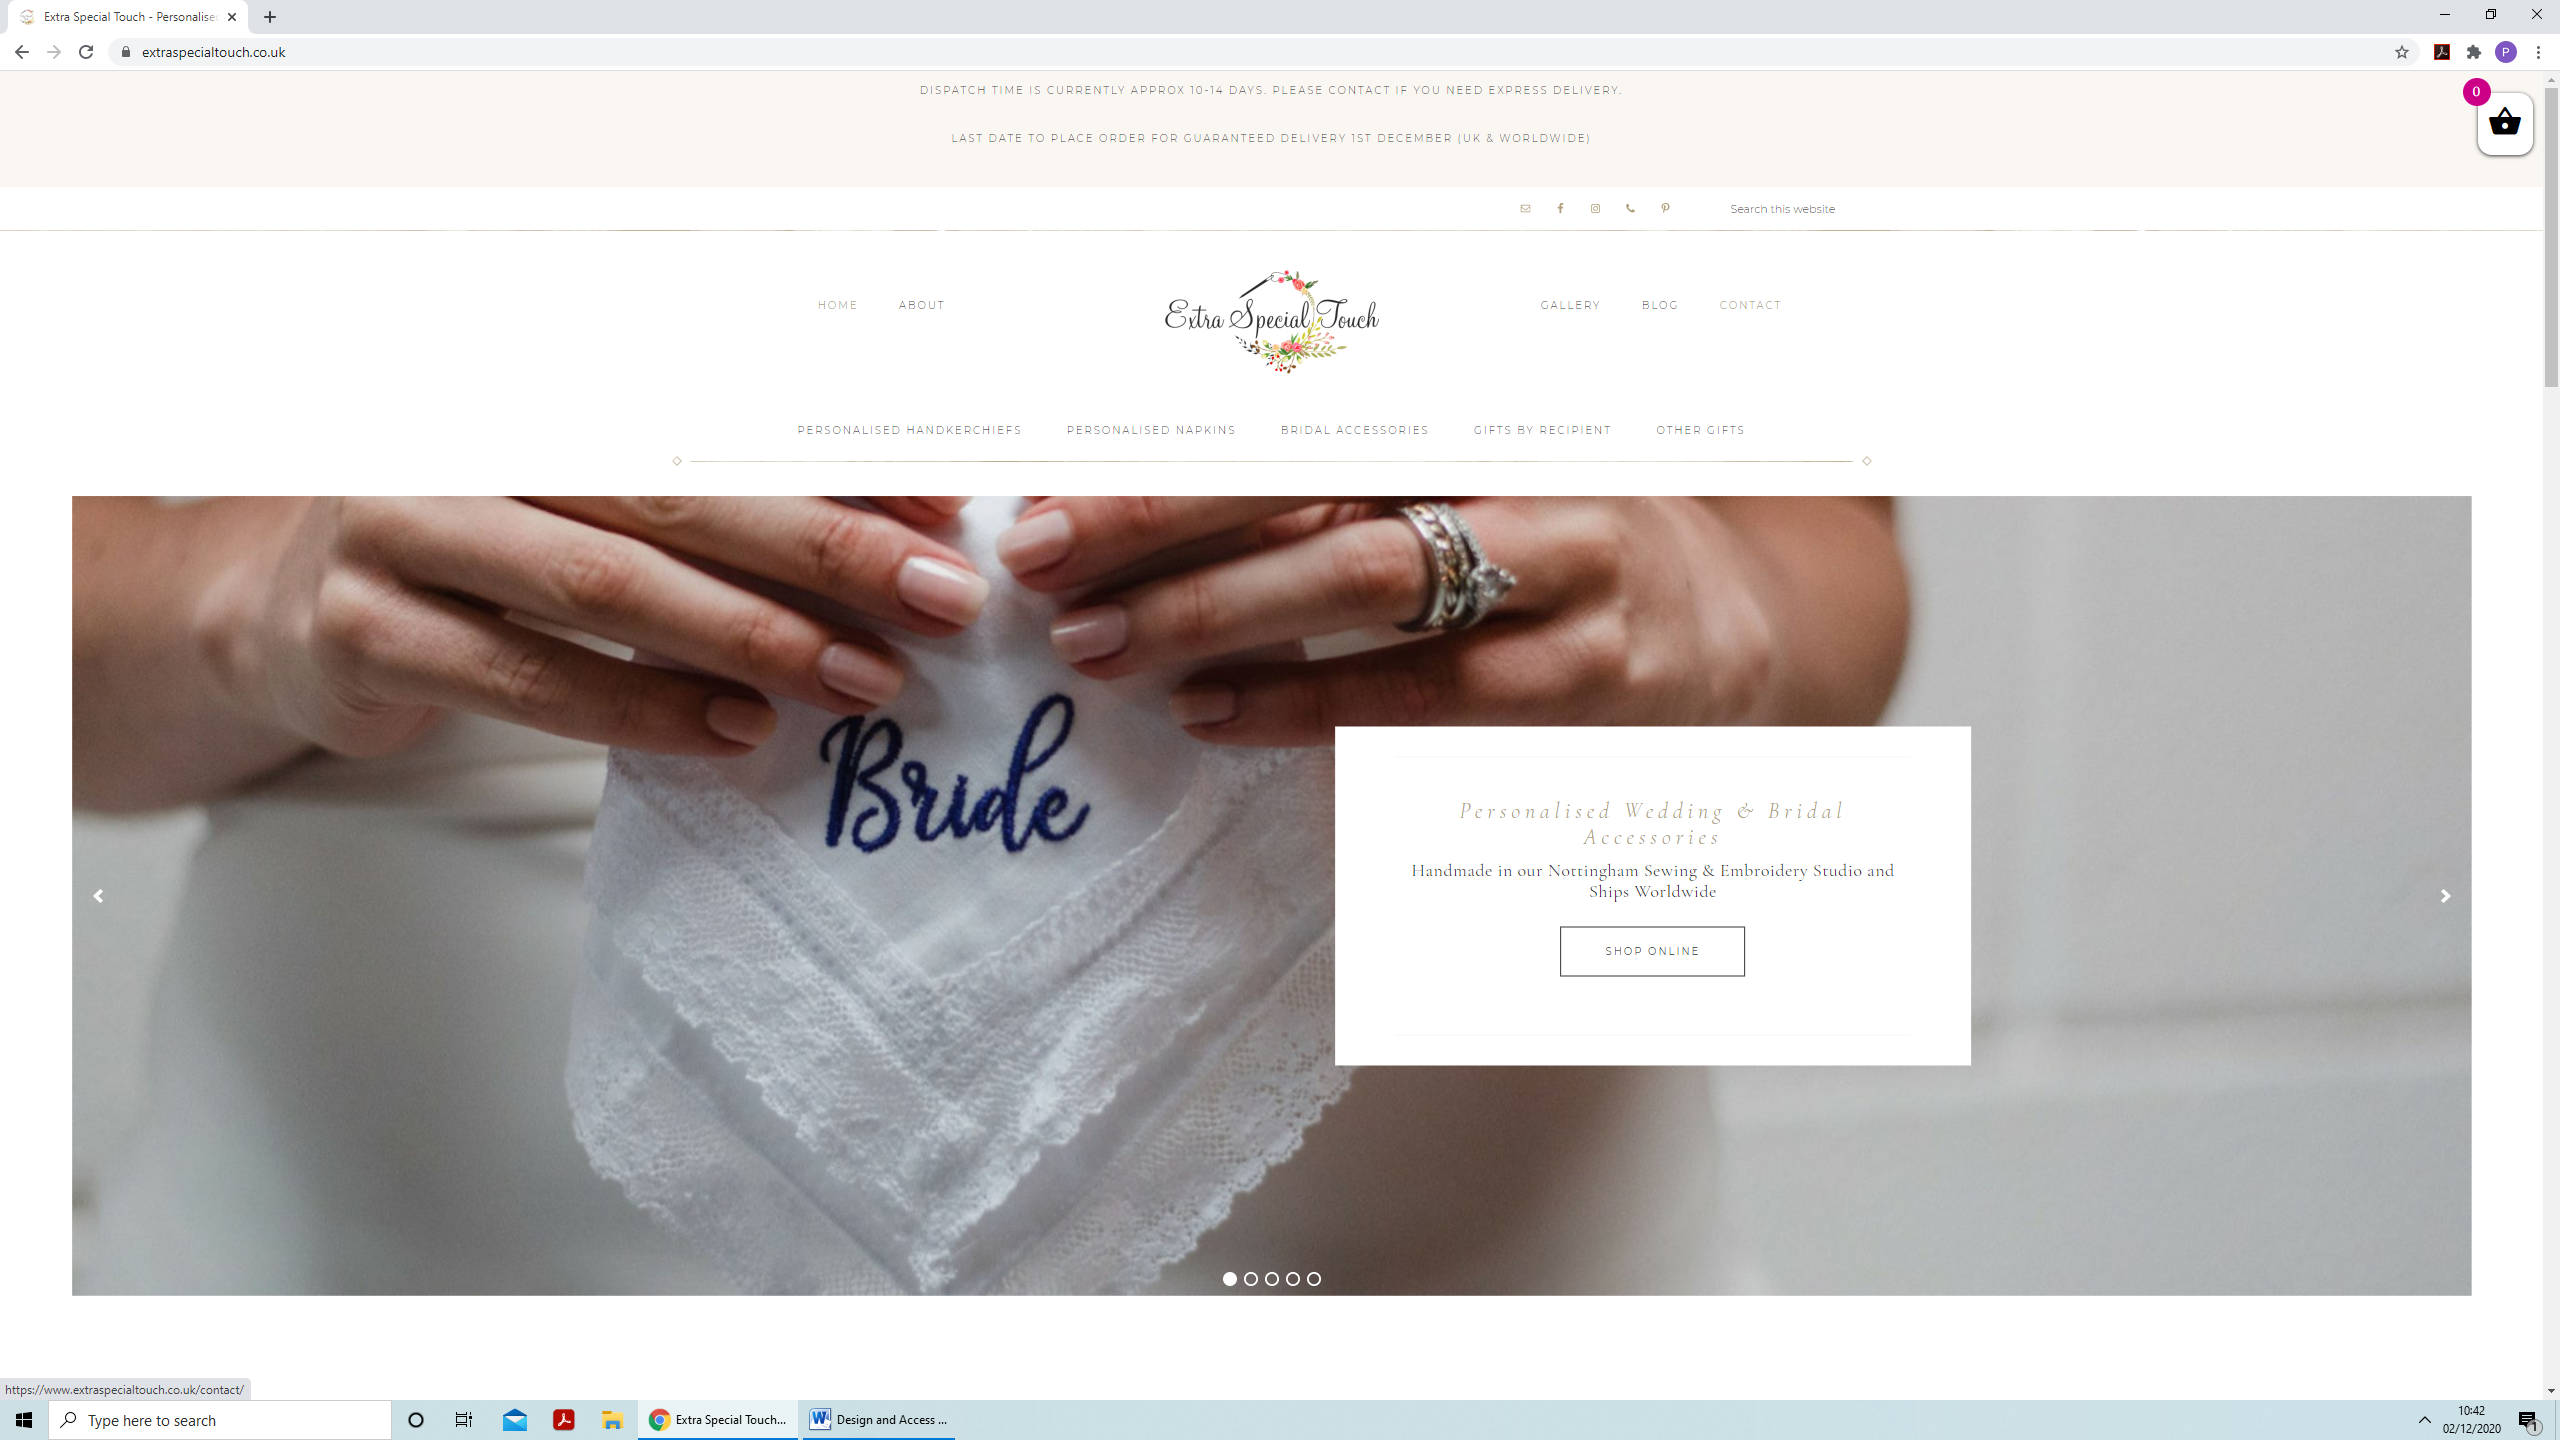 Extra Special Touch - Personalised
extraspecialtouch.co.uk
P
DISPATCH TIME IS CURRENTLY APPROX 10-14 DAYS. PLEASE CONTACT IF YOU NEED EXPRESS DELIVERY.
0
LAST DATE TO PLACE ORDER FOR GUARANTEED DELIVERY 1ST DECEMBER (UK & WORLDWIDE)
Search this website
HOME ABOUT Extra Special Touch GALLERY BLOG CONTACT
PERSONALISED HANDKERCHIEFS PERSONALISED NAPKINS BRIDAL ACCESSORIES GIFTS BY RECIPIENT OTHER GIFTS
Bride
Personalised Wedding & Bridal
Accessories
Handmade in our Nottingham Sewing & Embroidery Studio and
Ships Worldwide
SHOP ONLINE
https://www.extraspecialtouch.co.uk/contact/
Type here to search
Extra Special Touch...
Design and Access ...
10:42
02/12/2020
1